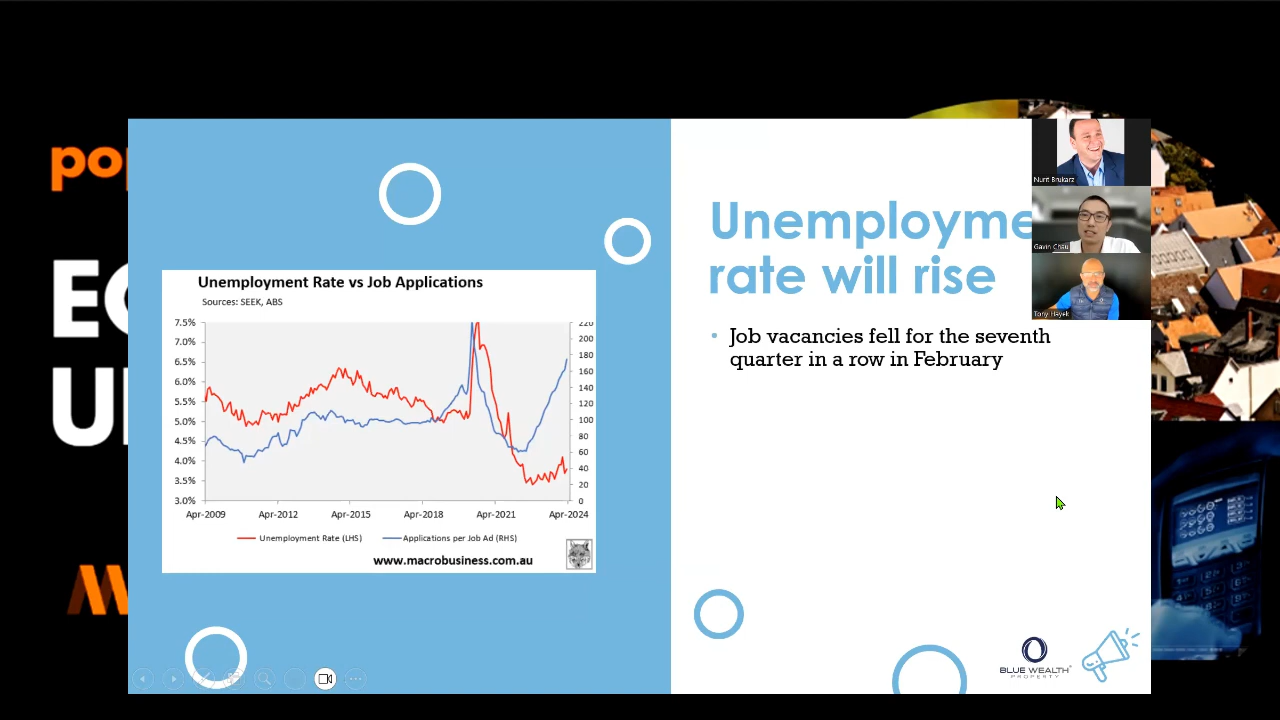 po
EC
U
M
Unemployme
rate will rise
• Job vacancies fell for the seventh
quarter in a row in February
Nurit Brukarz
Gavin Chau
Tony Hayek
Unemployment Rate vs Job Applications
Sources: SEEK, ABS
7.5%
7.0%
6.5%
6.0%
5.5%
5.0%
4.5%
4.0%
3.5%
3.0%
220
200
180
160
140
120
100
80
60
40
20
0
Apr-2009 Apr-2012 Apr-2015 Apr-2018 Apr-2021 Apr-2024
Unemployment Rate (LHS) Applications per Job Ad (RHS)
www.macrobusiness.com.au
BLUE WEALTH
PROPERTY